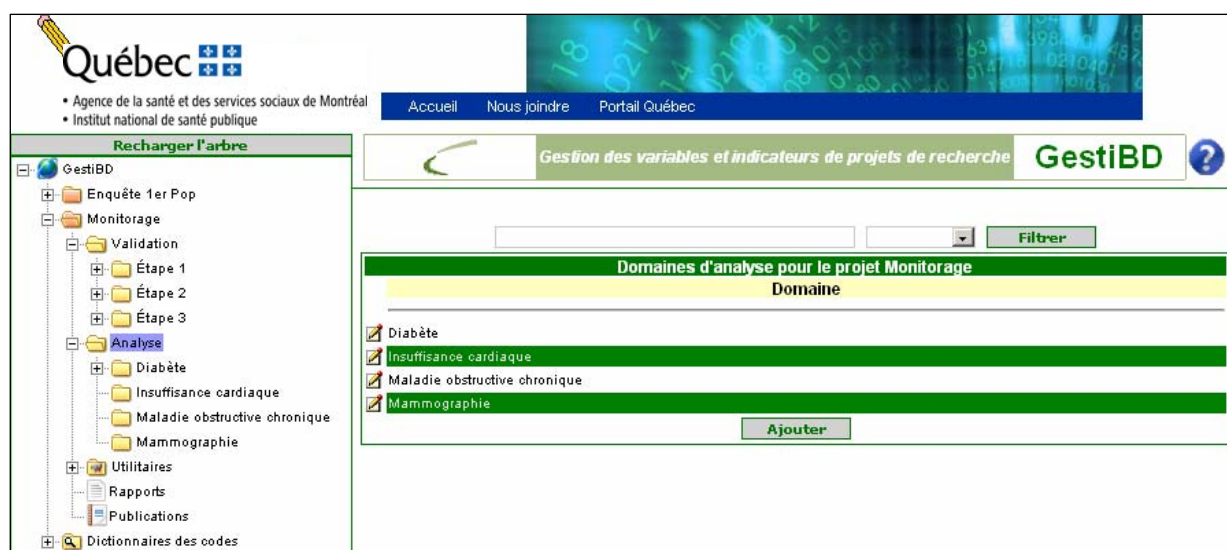 Québec
• Agence de la santé et des services sociaux de Montréal
• Institut national de santé publique
Accueil Nous joindre Portail Québec
Recharger l'arbre
GestiBD
Enquête 1er Pop
Monitorage
Validation
Étape 1
Étape 2
Étape 3
Analyse
Diabète
Insuffisance cardiaque
Maladie obstructive chronique
Mammographie
Utilitaires
Rapports
Publications
Dictionnaires des codes
Gestion des variables et indicateurs de projets de recherche
GestiBD
?
Filtrer
Domaines d'analyse pour le projet Monitorage
Domaine
Diabète
Insuffisance cardiaque
Maladie obstructive chronique
Mammographie
Ajouter